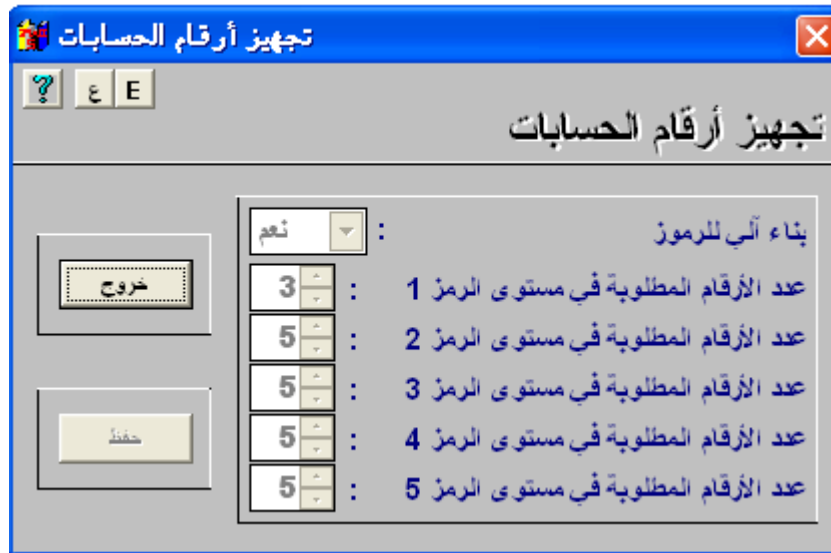 تجهيز أرقام الحسابات
? ع E
تجهيز أرقام الحسابات
بناء آلي للرموز : نعم
عدد الأرقام المطلوبة في مستوى الرمز 1 : 3
عدد الأرقام المطلوبة في مستوى الرمز 2 : 5
عدد الأرقام المطلوبة في مستوى الرمز 3 : 5
عدد الأرقام المطلوبة في مستوى الرمز 4 : 5
عدد الأرقام المطلوبة في مستوى الرمز 5 : 5
خروج
حفظ